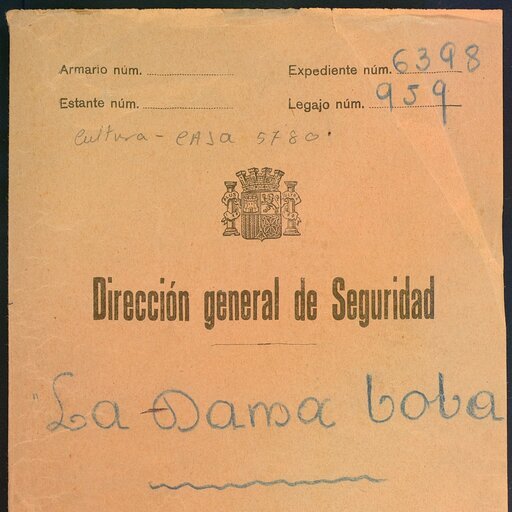 Armario núm.
Expediente núm. 6398
Estante núm.
Legajo núm. 959
Cultura - CAJA 5780.
Dirección general de Seguridad
"La Dama boba